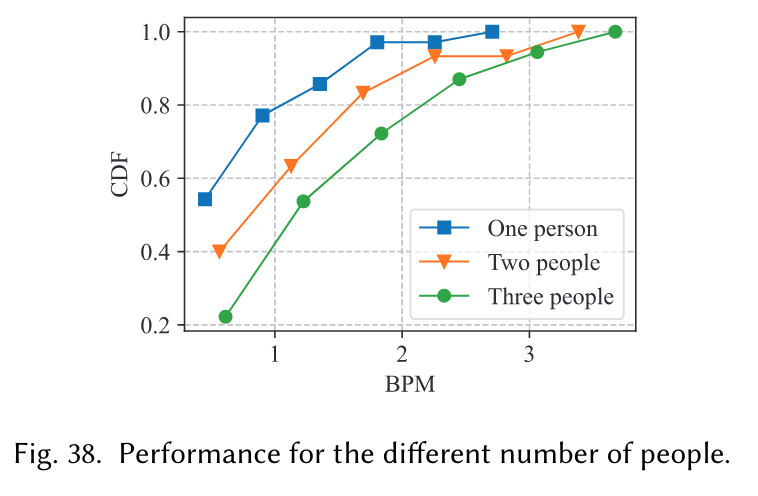 1.0
0.8
0.6
0.4
0.2
CDF
One person
Two people
Three people
1 2 3
BPM
Fig. 38. Performance for the different number of people.